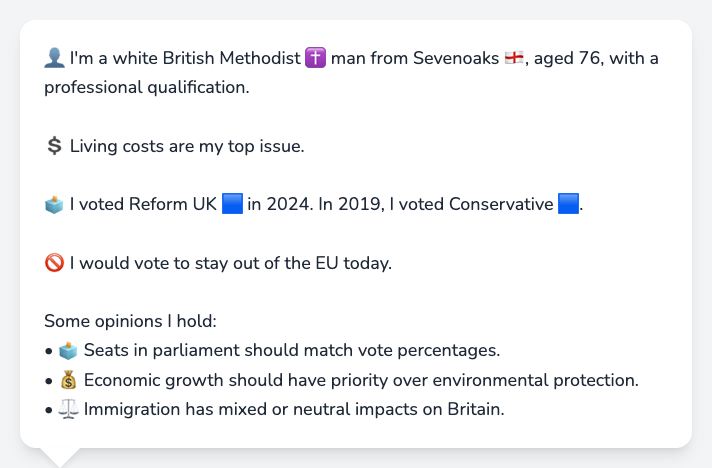 👤 I'm a white British Methodist ✝️ man from Sevenoaks 🏴󠁧󠁢󠁥󠁮󠁧󠁿, aged 76, with a
professional qualification.
💲 Living costs are my top issue.
🗳️ I voted Reform UK 🟦 in 2024. In 2019, I voted Conservative 🟦.
🚫 I would vote to stay out of the EU today.
Some opinions I hold:
• 🗳️ Seats in parliament should match vote percentages.
• 💰 Economic growth should have priority over environmental protection.
• ⚖️ Immigration has mixed or neutral impacts on Britain.